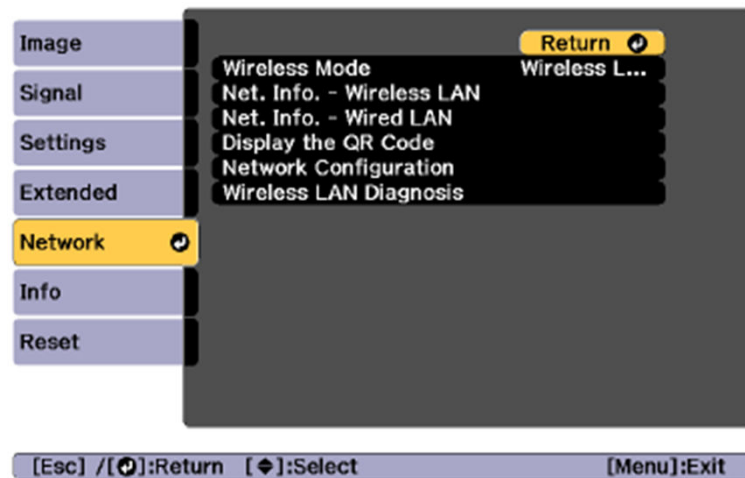 Image
Signal
Settings
Extended
Network
Info
Reset
Return
Wireless Mode Wireless L...
Net. Info. - Wireless LAN
Net. Info. - Wired LAN
Display the QR Code
Network Configuration
Wireless LAN Diagnosis
[Esc] /[ ]:Return [ ]:Select [Menu]:Exit